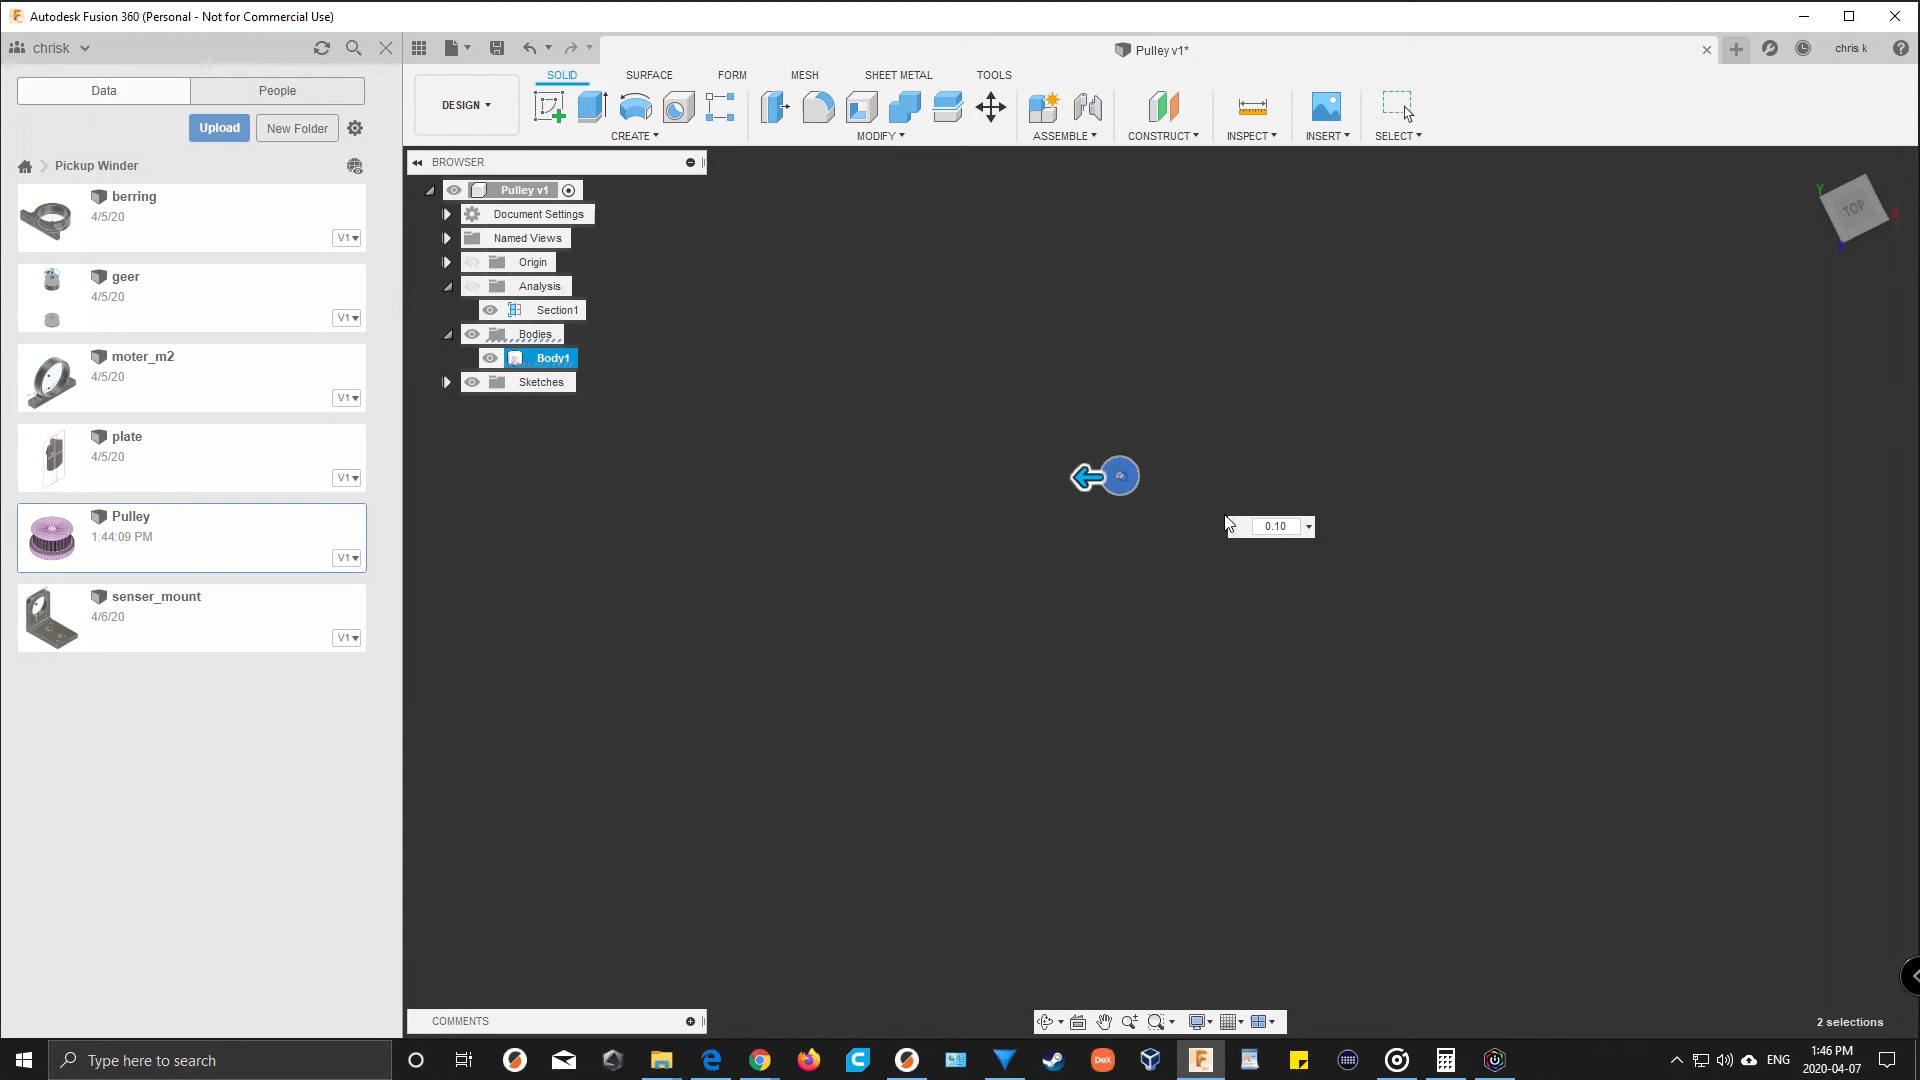 Autodesk Fusion 360 (Personal - Not for Commercial Use)
chrisk
Pulley v1*
chris k
Data
People
Upload
New Folder
Pickup Winder
berring
4/5/20
V1
geer
4/5/20
V1
moter_m2
4/5/20
V1
plate
4/5/20
V1
Pulley
1:44:09 PM
V1
senser_mount
4/6/20
V1
DESIGN
SOLID
SURFACE
FORM
MESH
SHEET METAL
TOOLS
CREATE
MODIFY
ASSEMBLE
CONSTRUCT
INSPECT
INSERT
SELECT
BROWSER
Pulley v1
Document Settings
Named Views
Origin
Analysis
Section1
Bodies
Body1
Sketches
Y
TOP
X
Z
0.10
COMMENTS
2 selections
Type here to search
DeX
ENG
1:46 PM
2020-04-07